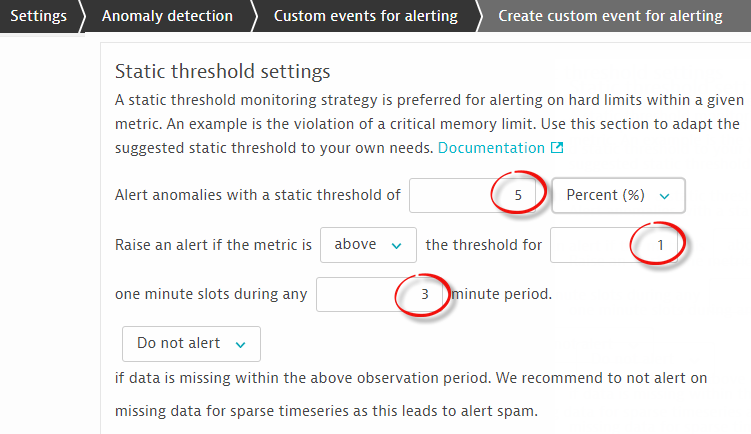 Settings Anomaly detection Custom events for alerting Create custom event for alerting
Static threshold settings
A static threshold monitoring strategy is preferred for alerting on hard limits within a given
metric. An example is the violation of a critical memory limit. Use this section to adapt the
suggested static threshold to your own needs. Documentation
Alert anomalies with a static threshold of 5 Percent (%)
Raise an alert if the metric is above the threshold for 1
one minute slots during any 3 minute period.
Do not alert
if data is missing within the above observation period. We recommend to not alert on
missing data for sparse timeseries as this leads to alert spam.